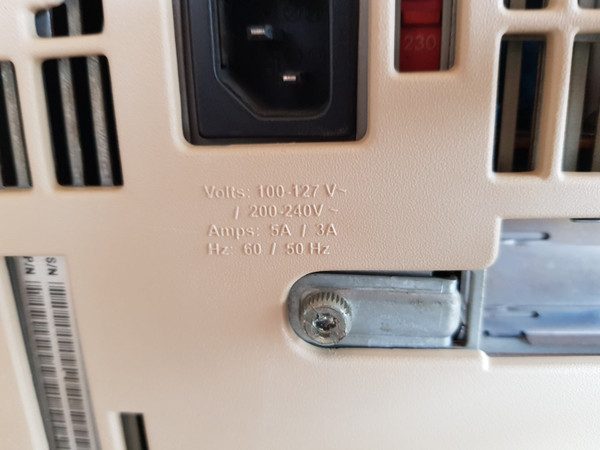 230
Volts: 100-127 V~
/ 200-240V ~
Amps: 5A / 3A
Hz: 60 / 50 Hz
S/N
P/N